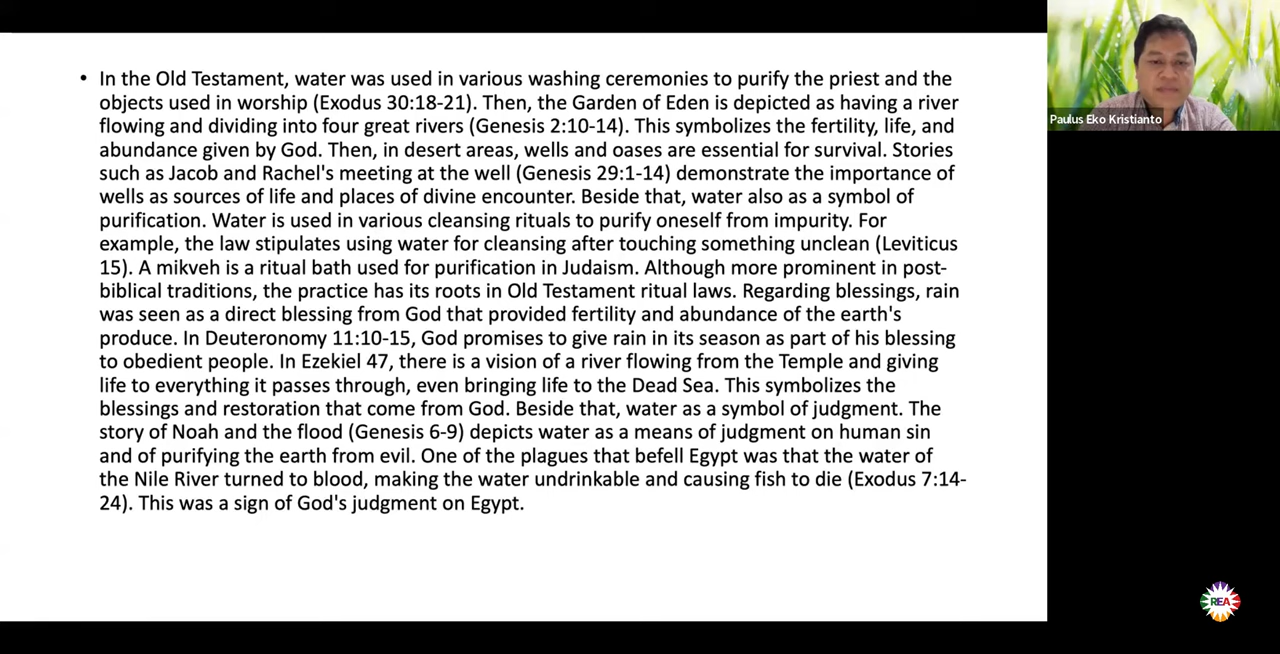 • In the Old Testament, water was used in various washing ceremonies to purify the priest and the
objects used in worship (Exodus 30:18-21). Then, the Garden of Eden is depicted as having a river
flowing and dividing into four great rivers (Genesis 2:10-14). This symbolizes the fertility, life, and
abundance given by God. Then, in desert areas, wells and oases are essential for survival. Stories
such as Jacob and Rachel's meeting at the well (Genesis 29:1-14) demonstrate the importance of
wells as sources of life and places of divine encounter. Beside that, water also as a symbol of
purification. Water is used in various cleansing rituals to purify oneself from impurity. For
example, the law stipulates using water for cleansing after touching something unclean (Leviticus
15). A mikveh is a ritual bath used for purification in Judaism. Although more prominent in post-
biblical traditions, the practice has its roots in Old Testament ritual laws. Regarding blessings, rain
was seen as a direct blessing from God that provided fertility and abundance of the earth's
produce. In Deuteronomy 11:10-15, God promises to give rain in its season as part of his blessing
to obedient people. In Ezekiel 47, there is a vision of a river flowing from the Temple and giving
life to everything it passes through, even bringing life to the Dead Sea. This symbolizes the
blessings and restoration that come from God. Beside that, water as a symbol of judgment. The
story of Noah and the flood (Genesis 6-9) depicts water as a means of judgment on human sin
and of purifying the earth from evil. One of the plagues that befell Egypt was that the water of
the Nile River turned to blood, making the water undrinkable and causing fish to die (Exodus 7:14-
24). This was a sign of God's judgment on Egypt.
Paulus Eko Kristianto
REA